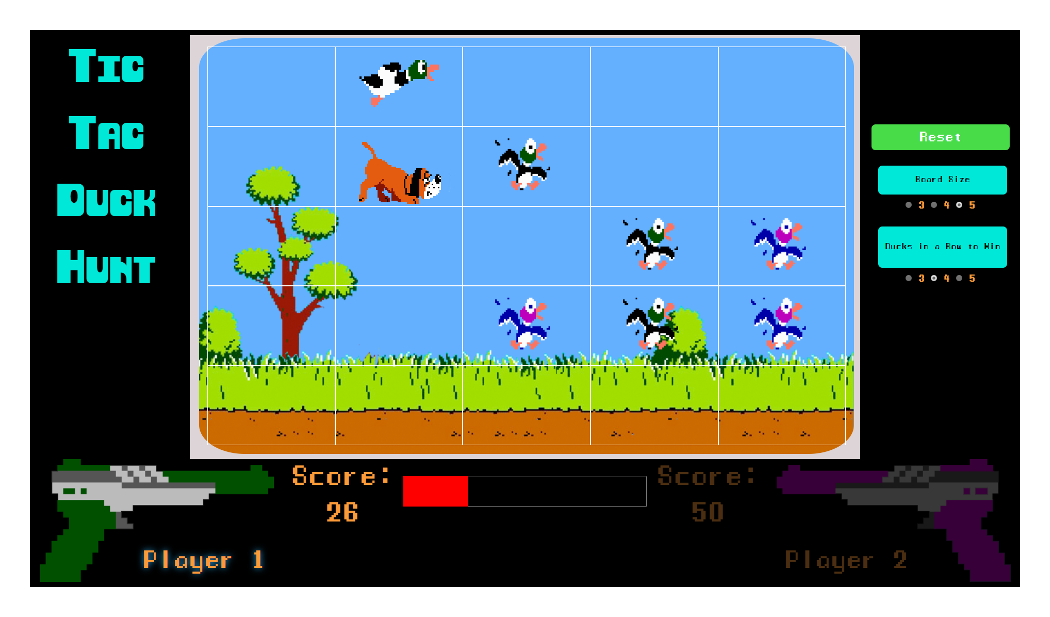 Tic
Tac
Duck
Hunt
Reset
Board Size
3 4 5
Ducks in a Row to Win
3 4 5
Score:
26
Score:
50
Player 1
Player 2